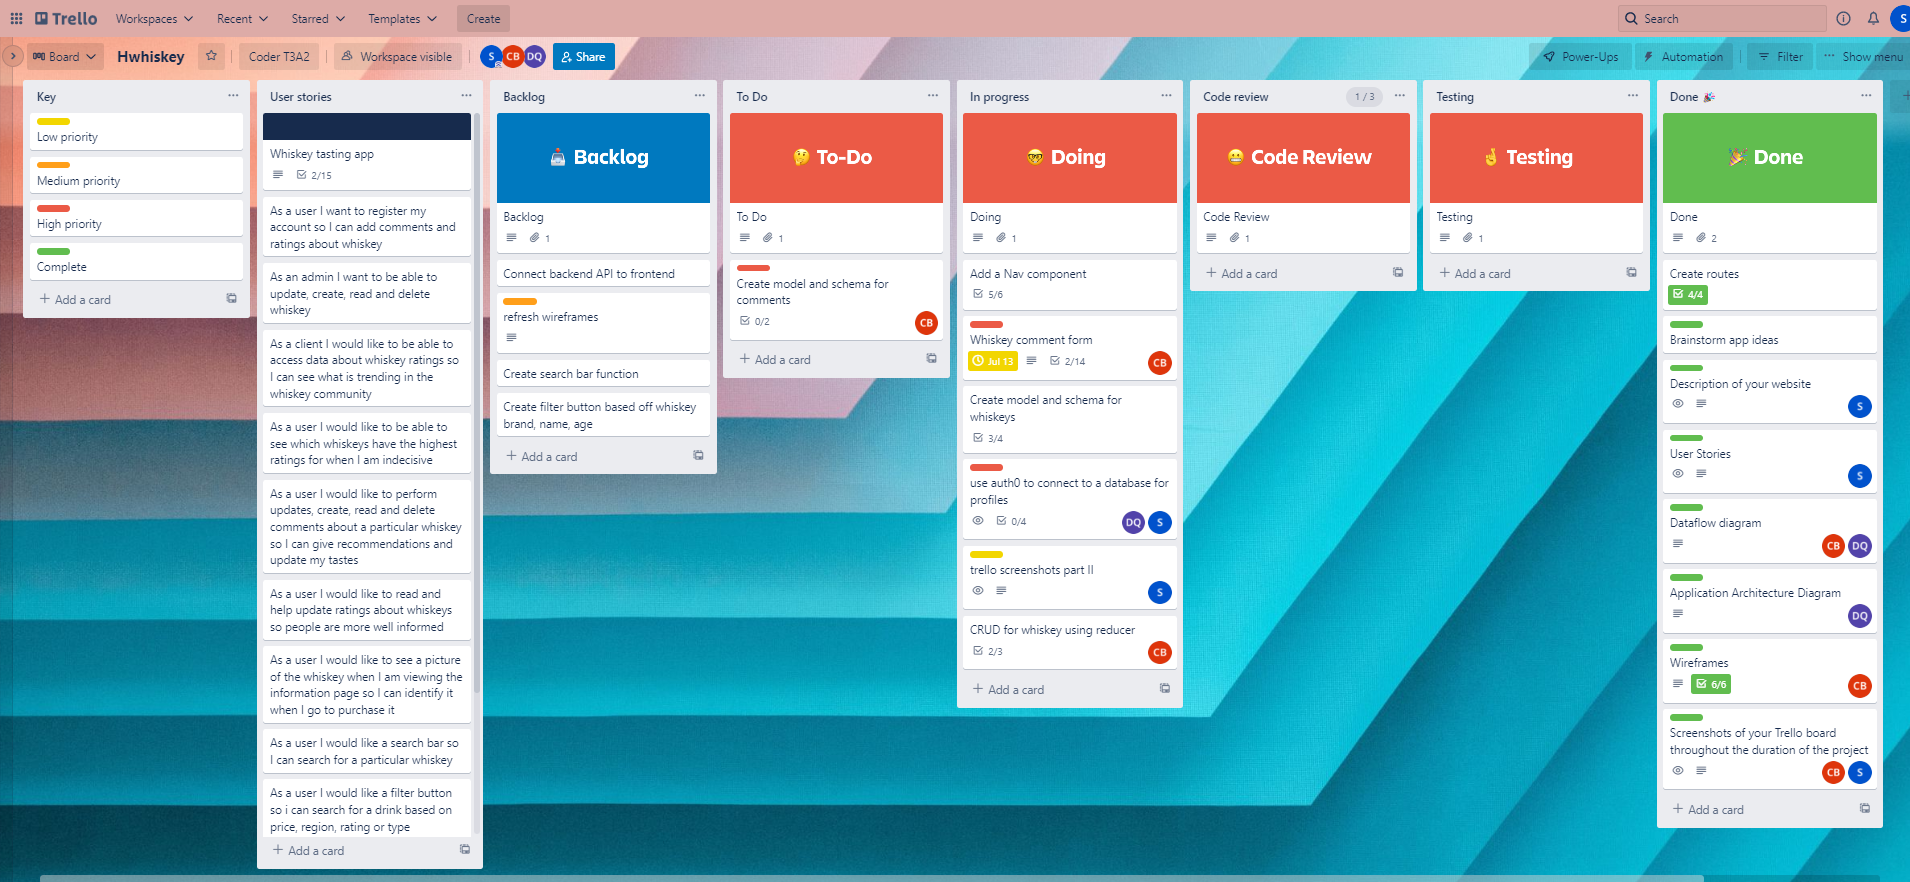 Trello
Workspaces
Recent
Starred
Templates
Create
Search
S
Board
Hwhiskey
Coder T3A2
Workspace visible
S
CB
DQ
Share
Power-Ups
Automation
Filter
Show menu
Key
Low priority
Medium priority
High priority
Complete
Add a card
User stories
Whiskey tasting app
2/15
As a user I want to register my
account so I can add comments and
ratings about whiskey
As an admin I want to be able to
update, create, read and delete
whiskey
As a client I would like to be able to
access data about whiskey ratings so
I can see what is trending in the
whiskey community
As a user I would like to be able to
see which whiskeys have the highest
ratings for when I am indecisive
As a user I would like to perform
updates, create, read and delete
comments about a particular whiskey
so I can give recommendations and
update my tastes
As a user I would like to read and
help update ratings about whiskeys
so people are more well informed
As a user I would like to see a picture
of the whiskey when I am viewing the
information page so I can identify it
when I go to purchase it
As a user I would like a search bar so
I can search for a particular whiskey
As a user I would like a filter button
so i can search for a drink based on
price, region, rating or type
Add a card
Backlog
Backlog
Backlog
1
Connect backend API to frontend
refresh wireframes
Create search bar function
Create filter button based off whiskey
brand, name, age
Add a card
To Do
To-Do
To Do
1
Create model and schema for
comments
0/2
CB
Add a card
In progress
Doing
Doing
1
Add a Nav component
5/6
Whiskey comment form
Jul 13
2/14
CB
Create model and schema for
whiskeys
3/4
use auth0 to connect to a database for
profiles
0/4
DQ
S
trello screenshots part II
S
CRUD for whiskey using reducer
2/3
CB
Add a card
Code review
1 / 3
Code Review
Code Review
1
Add a card
Testing
Testing
Testing
1
Add a card
Done 🎉
Done
Done
2
Create routes
4/4
Brainstorm app ideas
Description of your website
S
User Stories
S
Dataflow diagram
CB
DQ
Application Architecture Diagram
DQ
Wireframes
6/6
CB
Screenshots of your Trello board
throughout the duration of the project
CB
S
Add a card